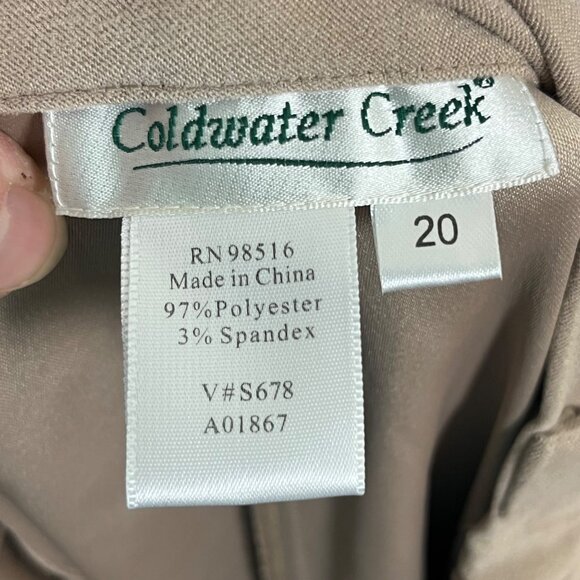 Coldwater Creek®
20
RN 98516
Made in China
97%Polyester
3% Spandex
V#S678
A01867